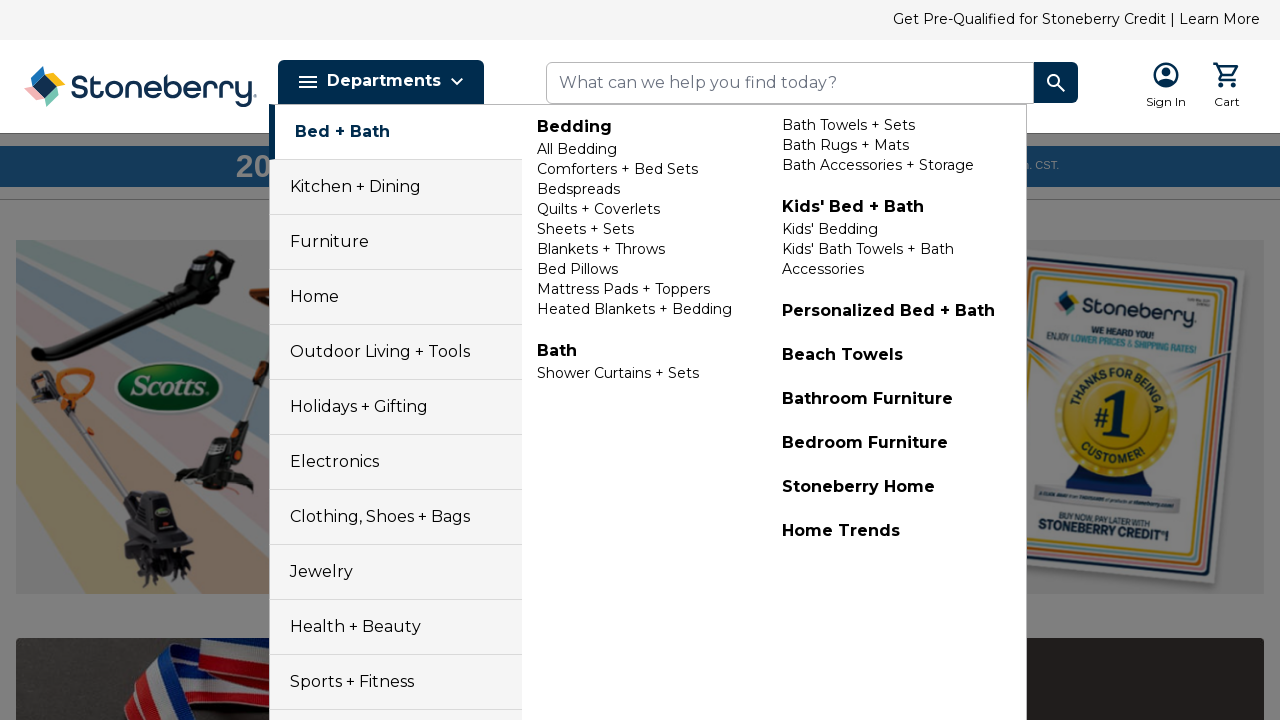 Get Pre-Qualified for Stoneberry Credit | Learn More
Stoneberry
Departments
What can we help you find today?
Sign In
Cart
20
. CST.
Bed + Bath
Kitchen + Dining
Furniture
Home
Outdoor Living + Tools
Holidays + Gifting
Electronics
Clothing, Shoes + Bags
Jewelry
Health + Beauty
Sports + Fitness
Bedding
All Bedding
Comforters + Bed Sets
Bedspreads
Quilts + Coverlets
Sheets + Sets
Blankets + Throws
Bed Pillows
Mattress Pads + Toppers
Heated Blankets + Bedding
Bath
Shower Curtains + Sets
Bath Towels + Sets
Bath Rugs + Mats
Bath Accessories + Storage
Kids' Bed + Bath
Kids' Bedding
Kids' Bath Towels + Bath
Accessories
Personalized Bed + Bath
Beach Towels
Bathroom Furniture
Bedroom Furniture
Stoneberry Home
Home Trends
Scotts
Stoneberry
WE HEARD YOU!
ENJOY LOWER PRICES & SHIPPING RATES!
THANKS FOR BEING A
#1
CUSTOMER!
BUY NOW, PAY LATER WITH
STONEBERRY CREDIT!